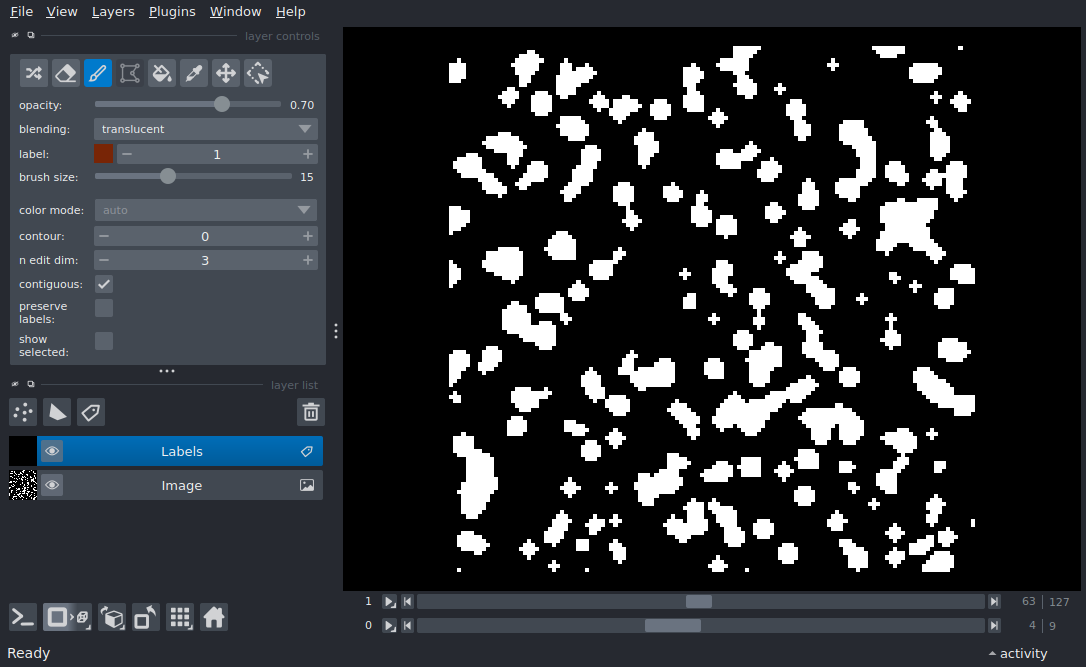 File View Layers Plugins Window Help
layer controls
opacity: 0.70
blending: translucent
label: 1
brush size: 15
color mode: auto
contour: 0
n edit dim: 3
contiguous:
preserve
labels:
show
selected:
layer list
Labels
Image
1 63 | 127
0 4 | 9
Ready activity